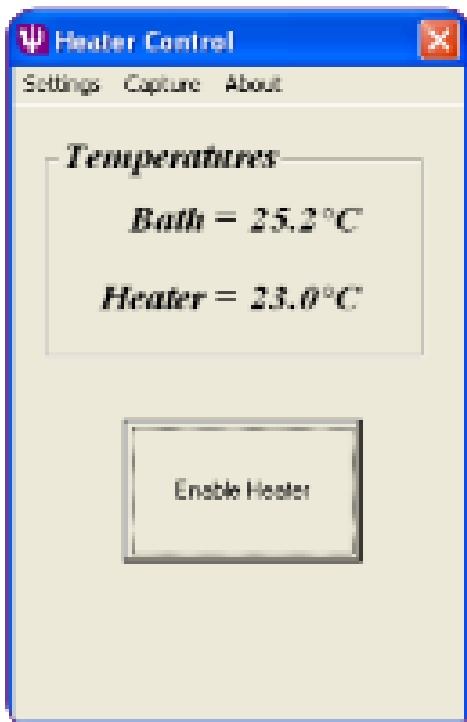 Ψ Heater Control
Settings Capture About
Temperatures
Bath = 25.2°C
Heater = 23.0°C
Enable Heater